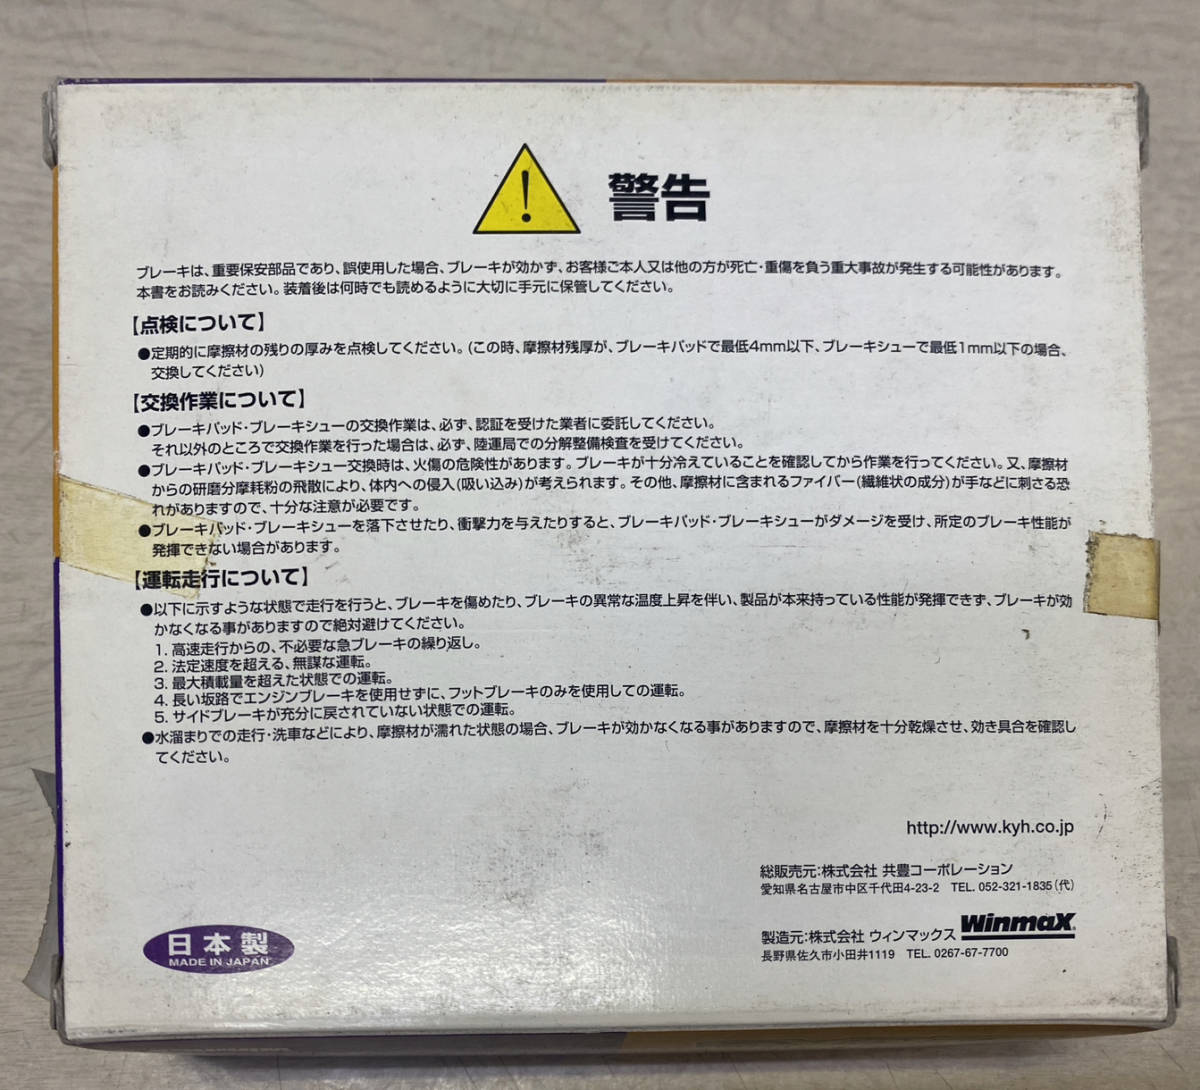 警告
ブレーキは、重要保安部品であり、誤使用した場合、ブレーキが効かず、お客様ご本人又は他の方が死亡・重傷を負う重大事故が発生する可能性があります。
本書をお読みください。装着後は何時でも読めるように大切に手元に保管してください。
【点検について】
●定期的に摩擦材の残りの厚みを点検してください。(この時、摩擦材残厚が、ブレーキパッドで最低4mm以下、ブレーキシューで最低1mm以下の場合、
交換してください)
【交換作業について】
●ブレーキパッド・ブレーキシューの交換作業は、必ず、認証を受けた業者に委託してください。
それ以外のところで交換作業を行った場合は、必ず、陸運局での分解整備検査を受けてください。
●ブレーキパッド・ブレーキシュー交換時は、火傷の危険性があります。ブレーキが十分冷えていることを確認してから作業を行ってください。又、摩擦材
からの研磨分摩耗粉の飛散により、体内への侵入(吸い込み)が考えられます。その他、摩擦材に含まれるファイバー(繊維状の成分)が手などに刺さる恐
れがありますので、十分な注意が必要です。
●ブレーキパッド・ブレーキシューを落下させたり、衝撃力を与えたりすると、ブレーキパッド・ブレーキシューがダメージを受け、所定のブレーキ性能が
発揮できない場合があります。
【運転走行について】
●以下に示すような状態で走行を行うと、ブレーキを傷めたり、ブレーキの異常な温度上昇を伴い、製品が本来持っている性能が発揮できず、ブレーキが効
かなくなる事がありますので絶対避けてください。
1. 高速走行からの、不必要な急ブレーキの繰り返し。
2. 法定速度を超える、無謀な運転。
3. 最大積載量を超えた状態での運転。
4. 長い坂路でエンジンブレーキを使用せずに、フットブレーキのみを使用しての運転。
5. サイドブレーキが充分に戻されていない状態での運転。
●水溜まりでの走行・洗車などにより、摩擦材が濡れた状態の場合、ブレーキが効かなくなる事がありますので、摩擦材を十分乾燥させ、効き具合を確認し
てください。
http://www.kyh.co.jp
総販売元:株式会社 共豊コーポレーション
愛知県名古屋市中区千代田4-23-2 TEL. 052-321-1835(代)
製造元:株式会社 ウィンマックス Winmax
長野県佐久市小田井1119 TEL. 0267-67-7700
日本製
MADE IN JAPAN